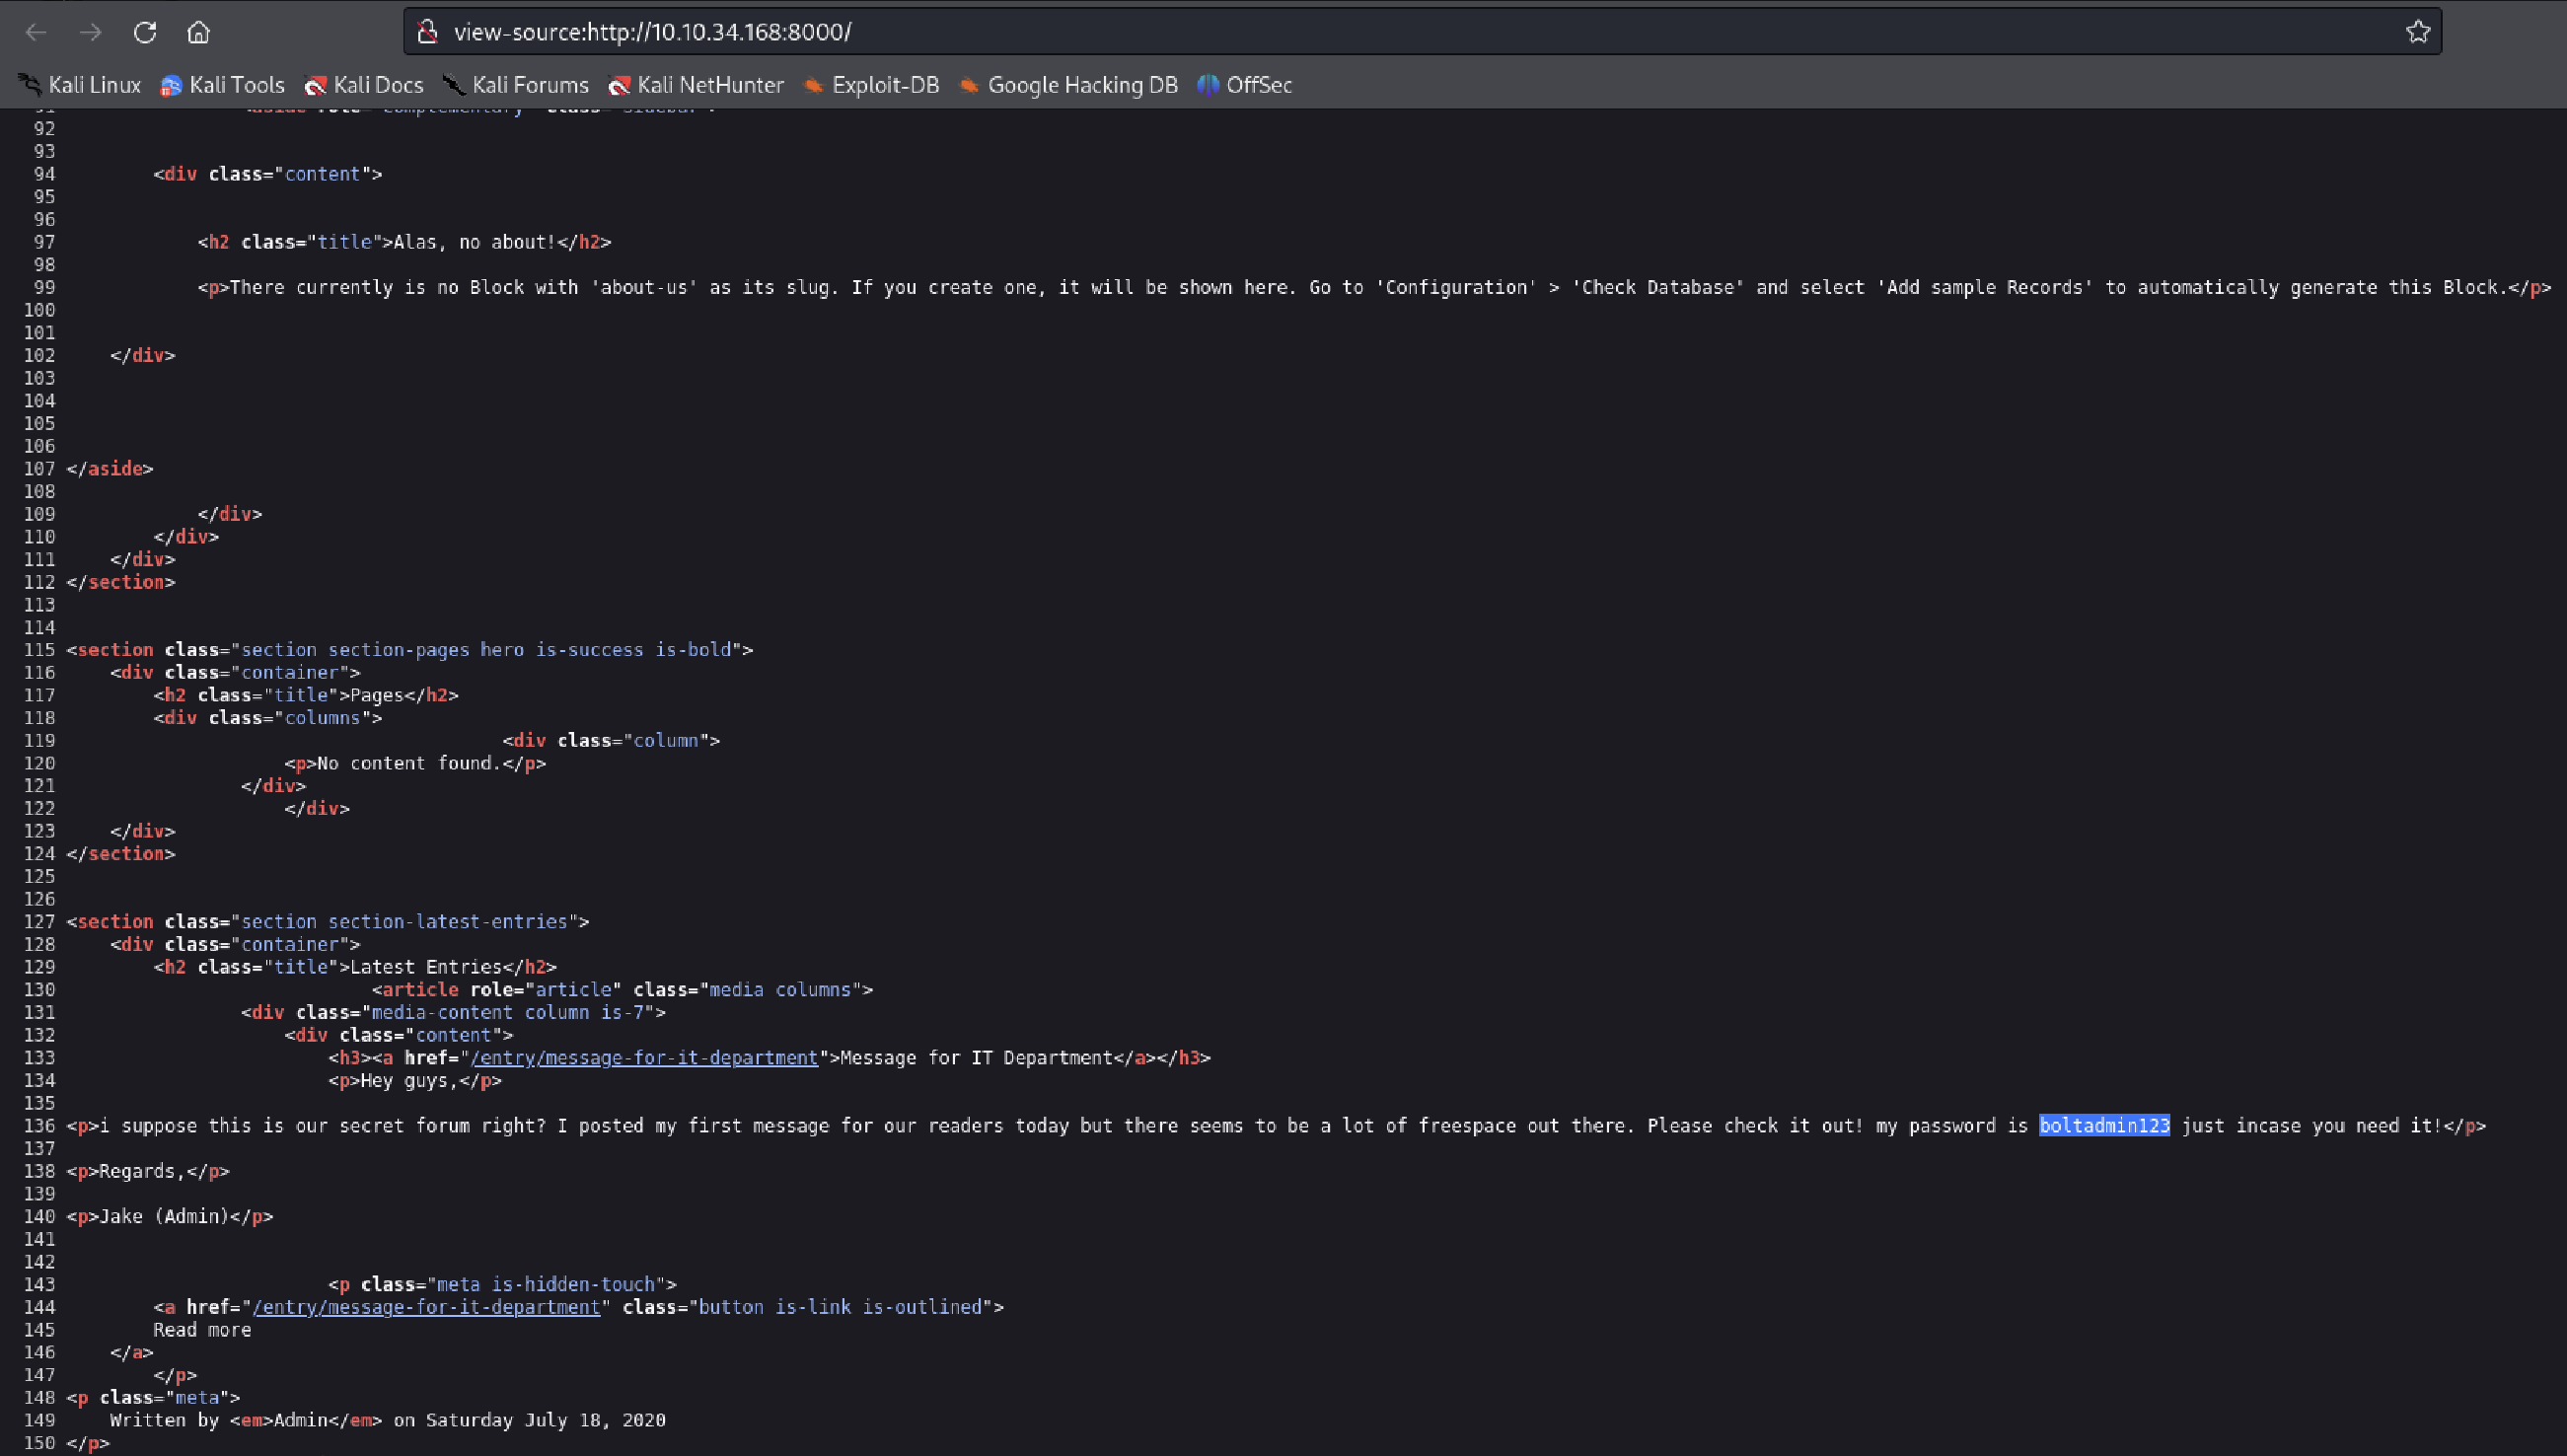 view-source:http://10.10.34.168:8000/
Kali Linux Kali Tools Kali Docs Kali Forums Kali NetHunter Exploit-DB Google Hacking DB OffSec
91 <aside role="complementary" class="sidebar">
92
93
94 <div class="content">
95
96
97 <h2 class="title">Alas, no about!</h2>
98
99 <p>There currently is no Block with 'about-us' as its slug. If you create one, it will be shown here. Go to 'Configuration' > 'Check Database' and select 'Add sample Records' to automatically generate this Block.</p>
100
101
102 </div>
103
104
105
106
107 </aside>
108
109 </div>
110 </div>
111 </div>
112 </section>
113
114
115 <section class="section section-pages hero is-success is-bold">
116 <div class="container">
117 <h2 class="title">Pages</h2>
118 <div class="columns">
119 <div class="column">
120 <p>No content found.</p>
121 </div>
122 </div>
123 </div>
124 </section>
125
126
127 <section class="section section-latest-entries">
128 <div class="container">
129 <h2 class="title">Latest Entries</h2>
130 <article role="article" class="media columns">
131 <div class="media-content column is-7">
132 <div class="content">
133 <h3><a href="/entry/message-for-it-department">Message for IT Department</a></h3>
134 <p>Hey guys,</p>
135
136 <p>i suppose this is our secret forum right? I posted my first message for our readers today but there seems to be a lot of freespace out there. Please check it out! my password is boltadmin123 just incase you need it!</p>
137
138 <p>Regards,</p>
139
140 <p>Jake (Admin)</p>
141
142
143 <p class="meta is-hidden-touch">
144 <a href="/entry/message-for-it-department" class="button is-link is-outlined">
145 Read more
146 </a>
147 </p>
148 <p class="meta">
149 Written by <em>Admin</em> on Saturday July 18, 2020
150 </p>